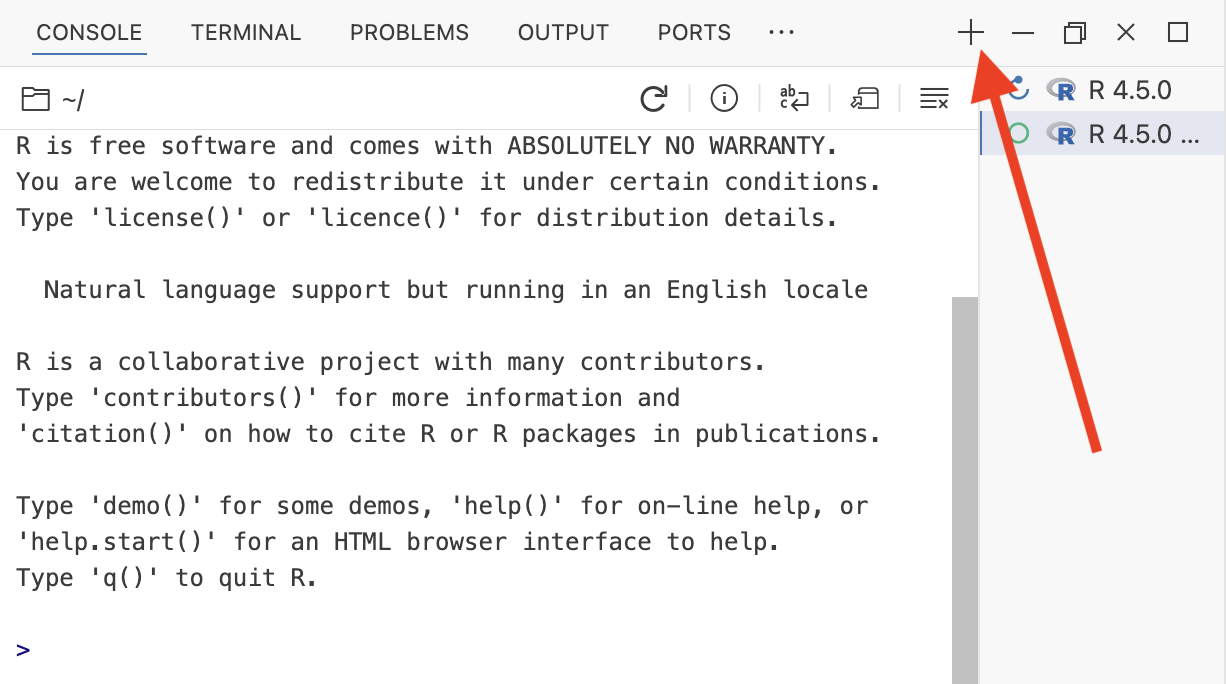 CONSOLE TERMINAL PROBLEMS OUTPUT PORTS ···
~/
R 4.5.0
R 4.5.0 ...
R is free software and comes with ABSOLUTELY NO WARRANTY.
You are welcome to redistribute it under certain conditions.
Type 'license()' or 'licence()' for distribution details.
Natural language support but running in an English locale
R is a collaborative project with many contributors.
Type 'contributors()' for more information and
'citation()' on how to cite R or R packages in publications.
Type 'demo()' for some demos, 'help()' for on-line help, or
'help.start()' for an HTML browser interface to help.
Type 'q()' to quit R.
>